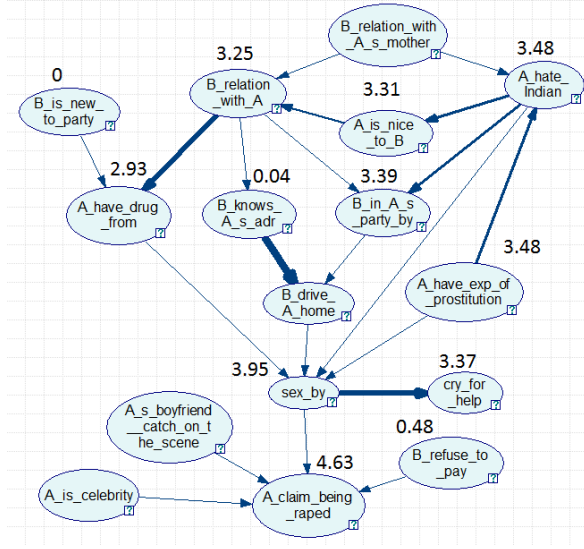 B_relation_with
_A_s_mother
3.25
3.48
0
B_relation
_with_A
3.31
A_hate_
Indian
B_is_new_
to_party
?
?
?
?
A_is_nice
_to_B
?
2.93
0.04
3.39
A_have_drug
_from
?
B_knows_
A_s_adr
?
B_in_A_s
_party_by
?
3.48
A_have_exp_of
_prostitution
?
B_drive_
A_home
?
3.95
3.37
sex_by
?
cry_for
_help
?
A_s_boyfriend
__catch_on_t
he_scene
?
0.48
4.63
B_refuse_to
_pay
?
A_is_celebrity
?
A_claim_being
_raped
?